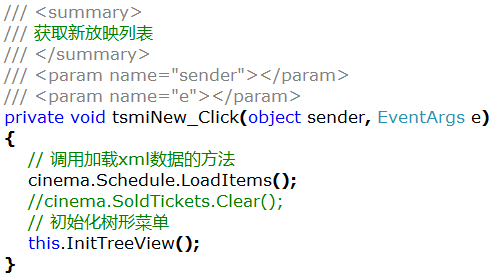 /// <summary>
/// 获取新放映列表
/// </summary>
/// <param name="sender"></param>
/// <param name="e"></param>
private void tsmiNew_Click(object sender, EventArgs e)
{
// 调用加载xml数据的方法
cinema.Schedule.LoadItems();
//cinema.SoldTickets.Clear();
// 初始化树形菜单
this.InitTreeView();
}